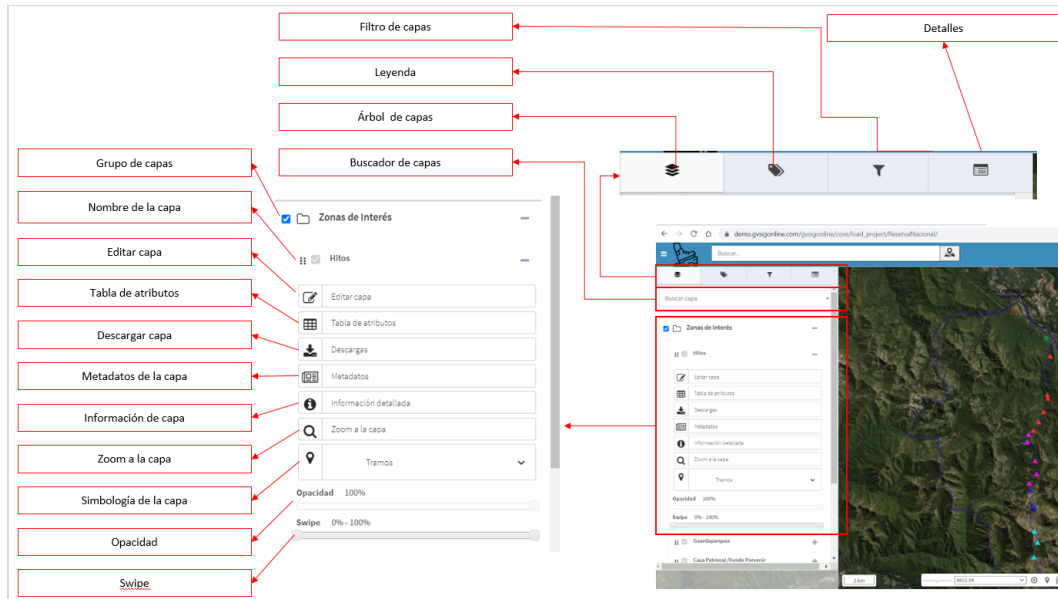 Filtro de capas
Detalles
Leyenda
Árbol de capas
Buscador de capas
Grupo de capas
Nombre de la capa
Editar capa
Tabla de atributos
Descargar capa
Metadatos de la capa
Información de capa
Zoom a la capa
Simbología de la capa
Opacidad
Swipe
Zonas de Interés
Hitos
Editar capa
Tabla de atributos
Descargas
Metadatos
Información detallada
Zoom a la capa
Tramos
Opacidad 100%
Swipe 0% - 100%
demo.gvsigonline.com/gvsigonline/core/load_project/ReservaNacional/
Buscar...
Buscar capa
Zonas de Interés
Hitos
Editar capa
Tabla de atributos
Descargas
Metadatos
Información detallada
Zoom a la capa
Tramos
Opacidad 100%
Swipe 0% - 100%
Guardaparques
Casa Patronal /Fundo Porvenir
2 km
WGS 84